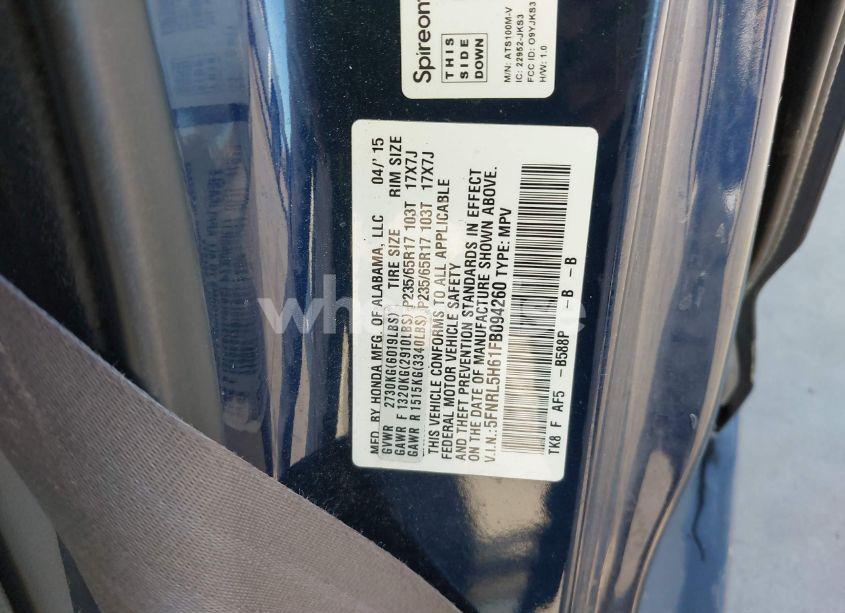 Spireon
THIS
SIDE
DOWN
M/N: ATS100M-V
IC: 22952-JKS3
FCC ID: O9YJKS3
H/W: 1.0
MFD. BY HONDA MFG. OF ALABAMA, LLC 04/'15
GVWR 2730KG(6019LBS) TIRE SIZE RIM SIZE
GAWR F 1320KG(2910LBS) P235/65R17 103T 17X7J
GAWR R 1515KG(3340LBS) P235/65R17 103T 17X7J
THIS VEHICLE CONFORMS TO ALL APPLICABLE
FEDERAL MOTOR VEHICLE SAFETY
AND THEFT PREVENTION STANDARDS IN EFFECT
ON THE DATE OF MANUFACTURE SHOWN ABOVE.
V.I.N.:5FNRL5H61FB094260 TYPE: MPV
TK8 F AF5 -B588P -B -B